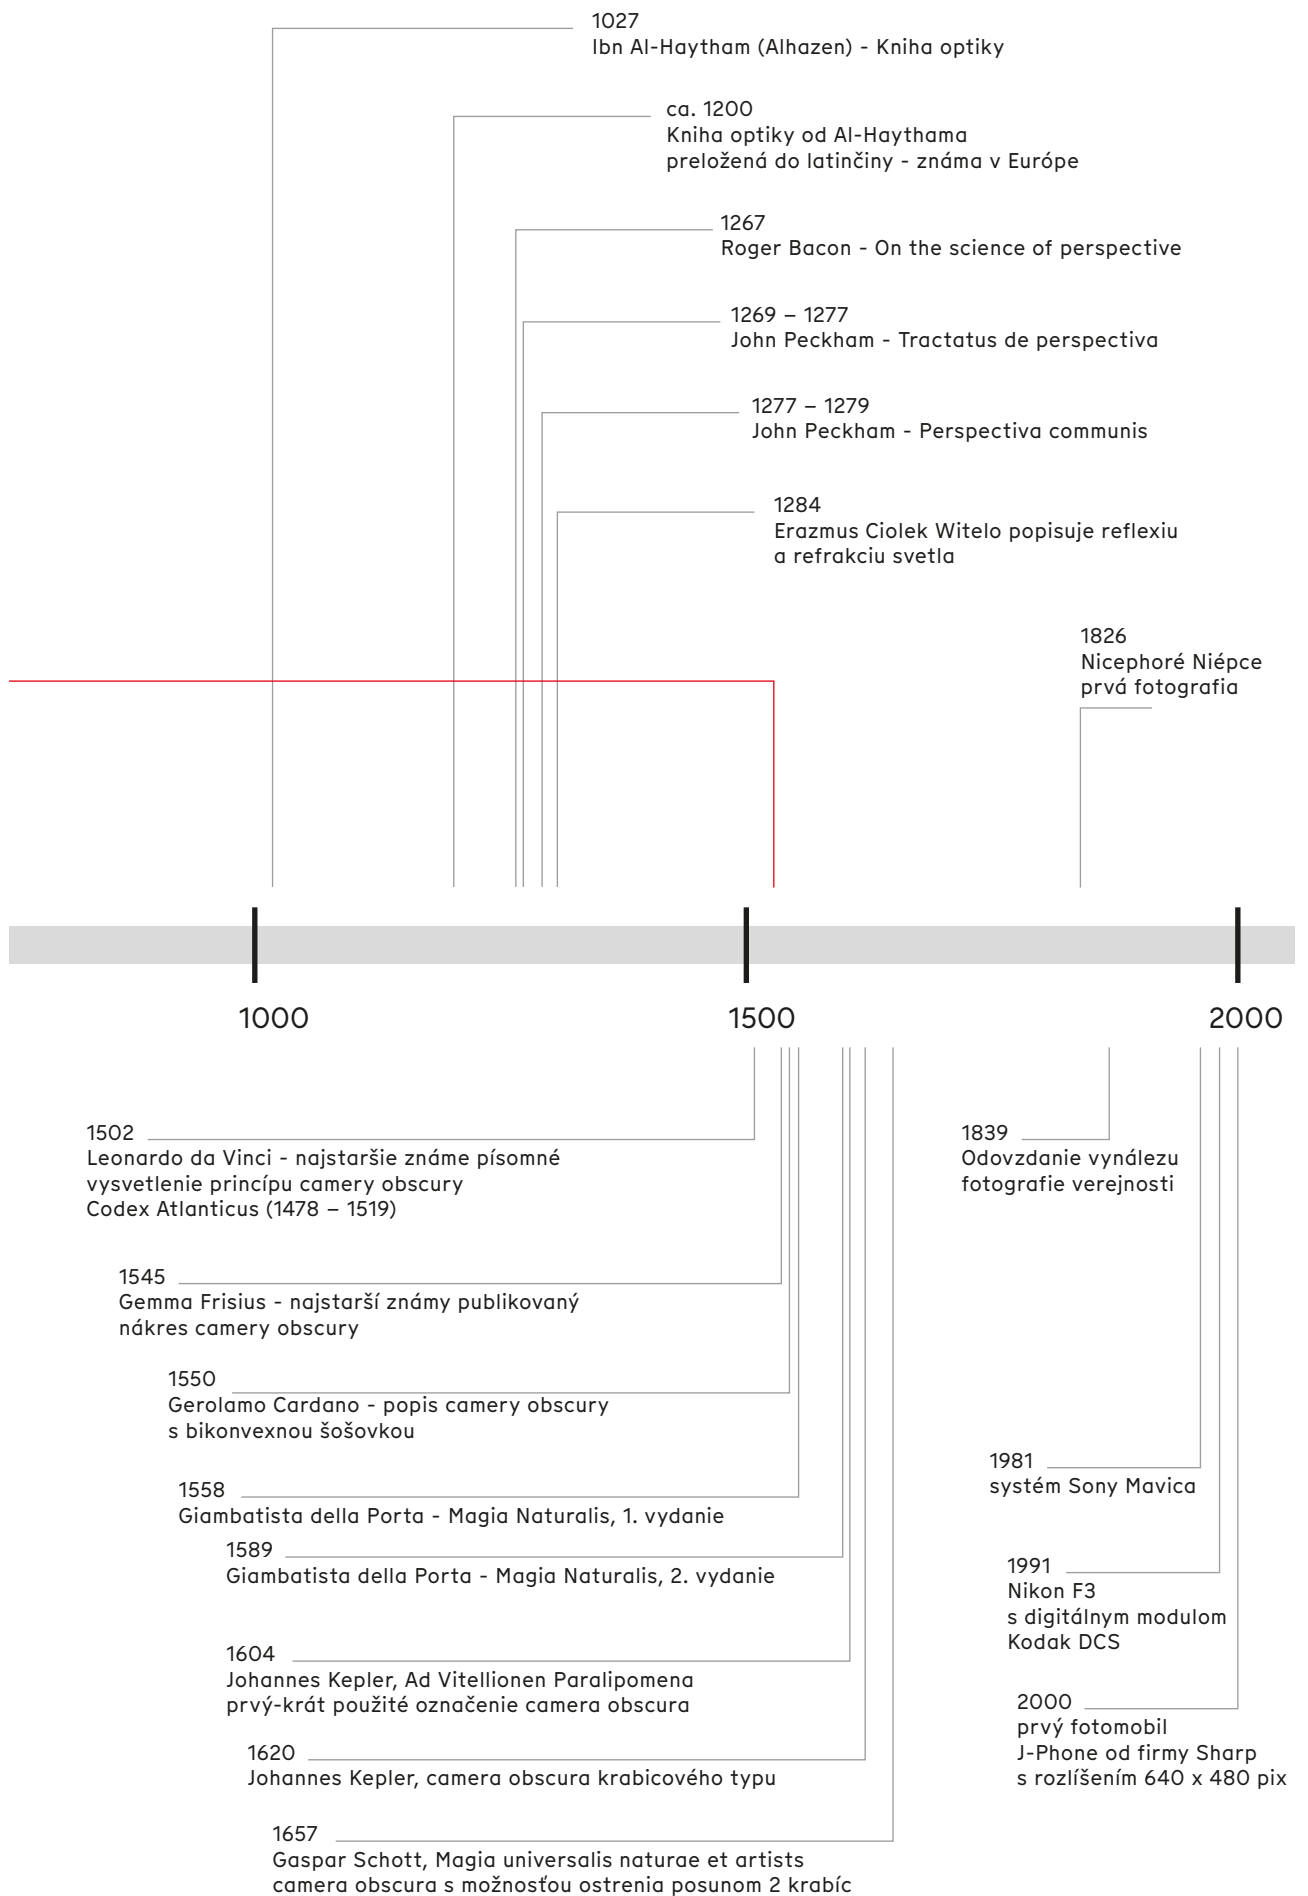 1027
Ibn Al-Haytham (Alhazen) - Kniha optiky
ca. 1200
Kniha optiky od Al-Haythama
preložená do latinčiny - známa v Európe
1267
Roger Bacon - On the science of perspective
1269 – 1277
John Peckham - Tractatus de perspectiva
1277 – 1279
John Peckham - Perspectiva communis
1284
Erazmus Ciolek Witelo popisuje reflexiu
a refrakciu svetla
1826
Nicephoré Niépce
prvá fotografia
1000
1500
2000
1502
Leonardo da Vinci - najstaršie známe písomné
vysvetlenie princípu camery obscury
Codex Atlanticus (1478 – 1519)
1545
Gemma Frisius - najstarší známy publikovaný
nákres camery obscury
1550
Gerolamo Cardano - popis camery obscury
s bikonvexnou šošovkou
1558
Giambatista della Porta - Magia Naturalis, 1. vydanie
1589
Giambatista della Porta - Magia Naturalis, 2. vydanie
1604
Johannes Kepler, Ad Vitellionen Paralipomena
prvý-krát použité označenie camera obscura
1620
Johannes Kepler, camera obscura krabicového typu
1657
Gaspar Schott, Magia universalis naturae et artists
camera obscura s možnosťou ostrenia posunom 2 krabíc
1839
Odovzdanie vynálezu
fotografie verejnosti
1981
systém Sony Mavica
1991
Nikon F3
s digitálnym modulom
Kodak DCS
2000
prvý fotomobil
J-Phone od firmy Sharp
s rozlíšením 640 x 480 pix